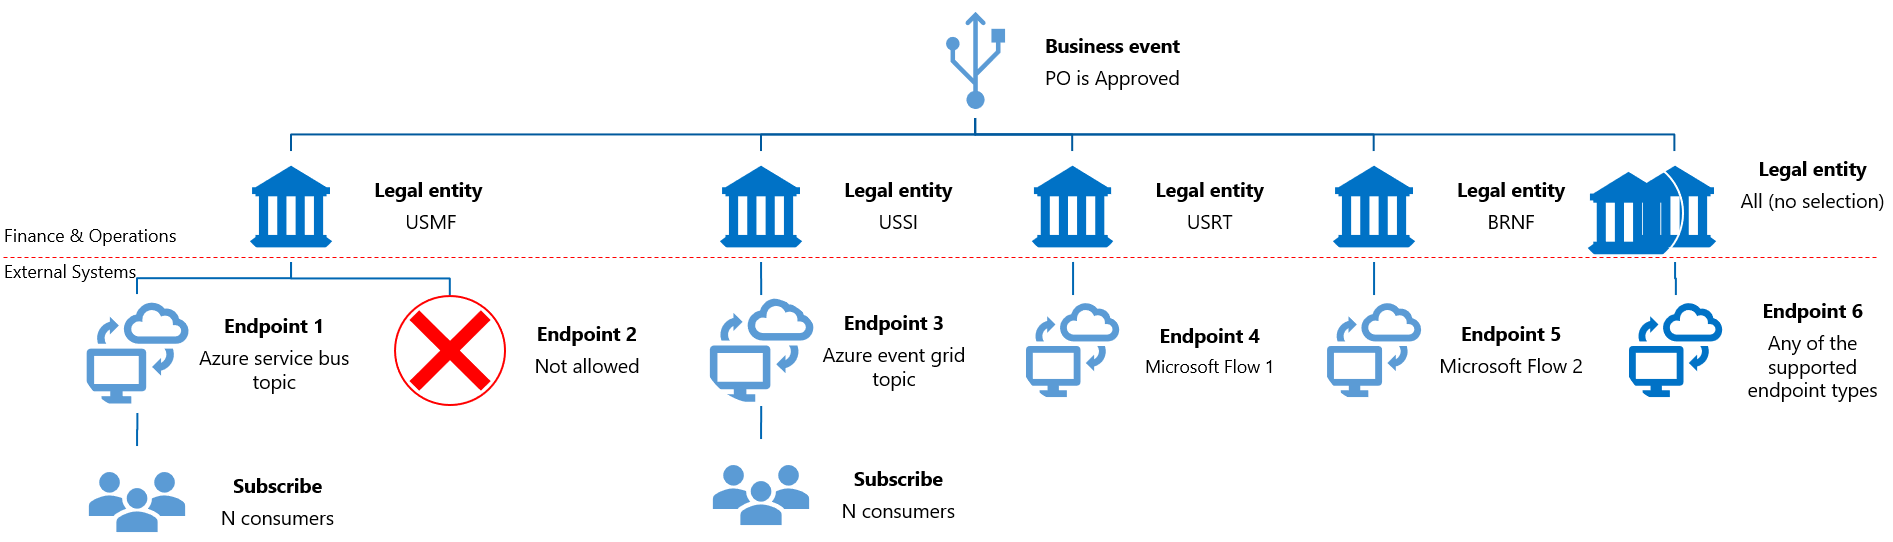 Business event
PO is Approved
Legal entity
USMF
Legal entity
USSI
Legal entity
USRT
Legal entity
BRNF
Legal entity
All (no selection)
Finance & Operations
External Systems
Endpoint 1
Azure service bus
topic
Endpoint 2
Not allowed
Endpoint 3
Azure event grid
topic
Endpoint 4
Microsoft Flow 1
Endpoint 5
Microsoft Flow 2
Endpoint 6
Any of the
supported
endpoint types
Subscribe
N consumers
Subscribe
N consumers